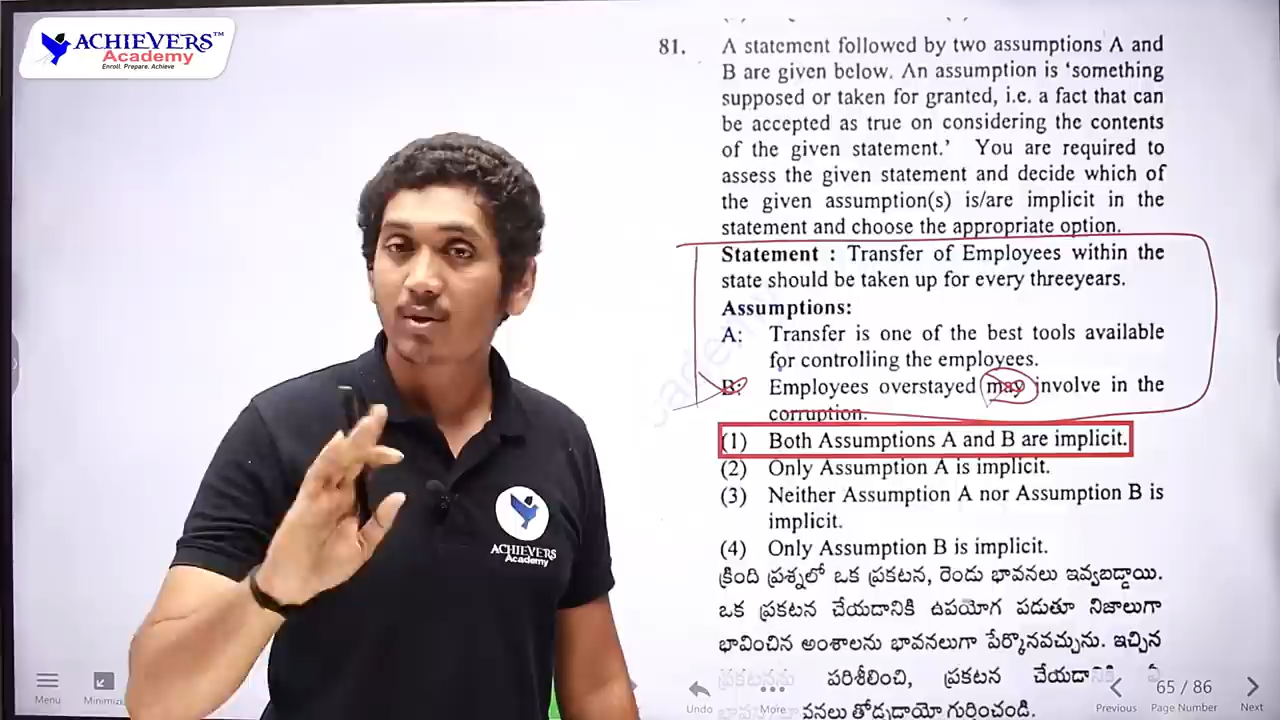 ACHIEVERS™
Academy
Enroll. Prepare. Achieve
81. A statement followed by two assumptions A and
B are given below. An assumption is ‘something
supposed or taken for granted, i.e. a fact that can
be accepted as true on considering the contents
of the given statement.’ You are required to
assess the given statement and decide which of
the given assumption(s) is/are implicit in the
statement and choose the appropriate option.
Statement : Transfer of Employees within the
state should be taken up for every threeyears.
Assumptions:
A: Transfer is one of the best tools available
for controlling the employees.
B: Employees overstayed may involve in the
corruption.
(1) Both Assumptions A and B are implicit.
(2) Only Assumption A is implicit.
(3) Neither Assumption A nor Assumption B is
implicit.
(4) Only Assumption B is implicit.
క్రింది ప్రశ్నలో ఒక ప్రకటన, రెండు భావనలు ఇవ్వబడ్డాయి.
ఒక ప్రకటన చేయడానికి ఉపయోగ పడుతూ నిజాలుగా
భావించిన అంశాలను భావనలుగా పేర్కొనవచ్చును. ఇచ్చిన
ప్రకటనను పరిశీలించి, ప్రకటన చేయడానికి ఏ
వనలు తోడ్పడ్డాయో గుర్తించండి.
ACHIEVERS
Academy
Menu
Minimize
Undo
More
Previous
65 / 86
Page Number
Next